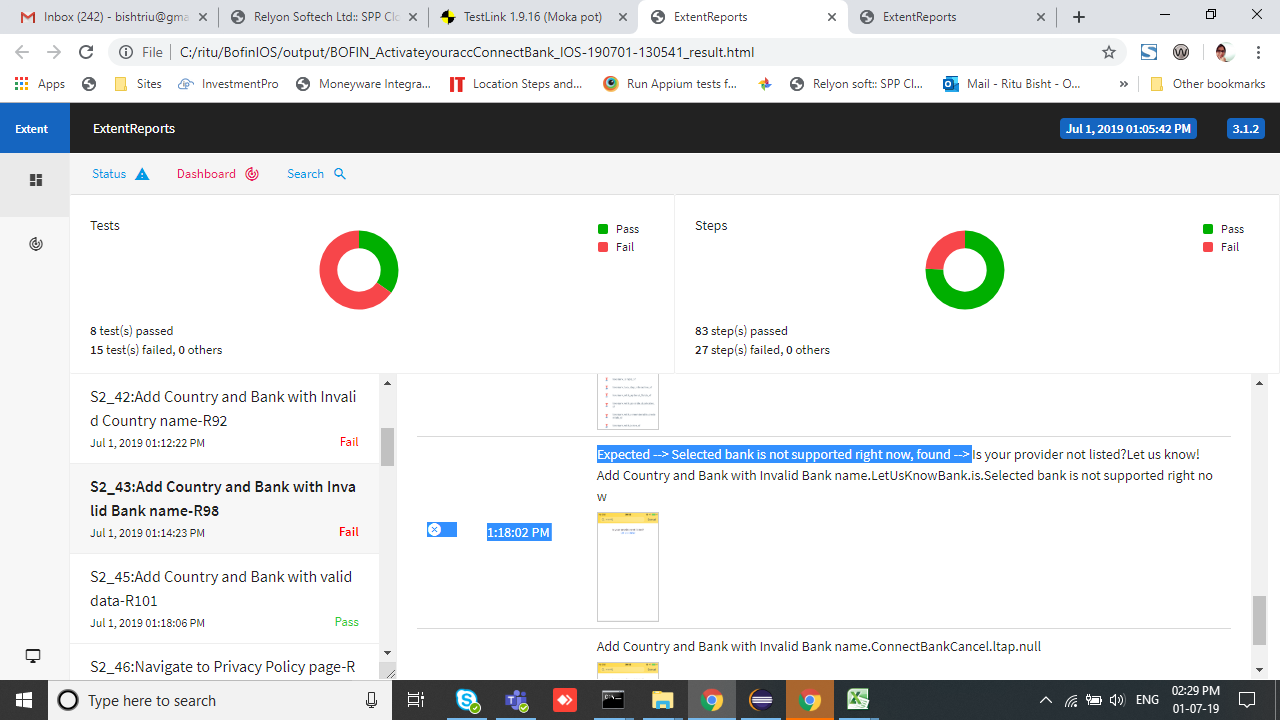 Inbox (242) - bishtriu@gma
Relyon Softech Ltd:: SPP Clc
TestLink 1.9.16 (Moka pot)
ExtentReports
ExtentReports
File
C:/ritu/BofinIOS/output/BOFIN_ActivateyouraccConnectBank_IOS-190701-130541_result.html
Apps
Sites
InvestmentPro
Moneyware Integra...
Location Steps and...
Run Appium tests f...
Relyon soft:: SPP Cl...
Mail - Ritu Bisht - O...
»
Other bookmarks
Extent
ExtentReports
Jul 1, 2019 01:05:42 PM
3.1.2
Status
Dashboard
Search
Tests
Pass
Fail
8 test(s) passed
15 test(s) failed, 0 others
Steps
Pass
Fail
83 step(s) passed
27 step(s) failed, 0 others
S2_42:Add Country and Bank with Invali
d Country name-R92
Jul 1, 2019 01:12:22 PM
Fail
S2_43:Add Country and Bank with Inva
lid Bank name-R98
Jul 1, 2019 01:14:23 PM
Fail
S2_45:Add Country and Bank with valid
data-R101
Jul 1, 2019 01:18:06 PM
Pass
S2_46:Navigate to Privacy Policy page-R
1:18:02 PM
Expected --> Selected bank is not supported right now, found --> Is your provider not listed?Let us know!
Add Country and Bank with Invalid Bank name.LetUsKnowBank.is.Selected bank is not supported right no
w
Add Country and Bank with Invalid Bank name.ConnectBankCancel.ltap.null
Type here to search
ENG
02:29 PM
01-07-19